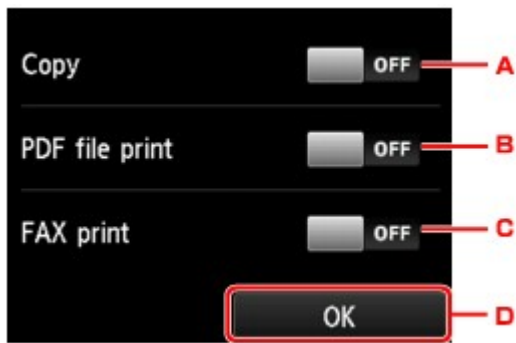 Copy OFF A
PDF file print OFF B
FAX print OFF C
OK D